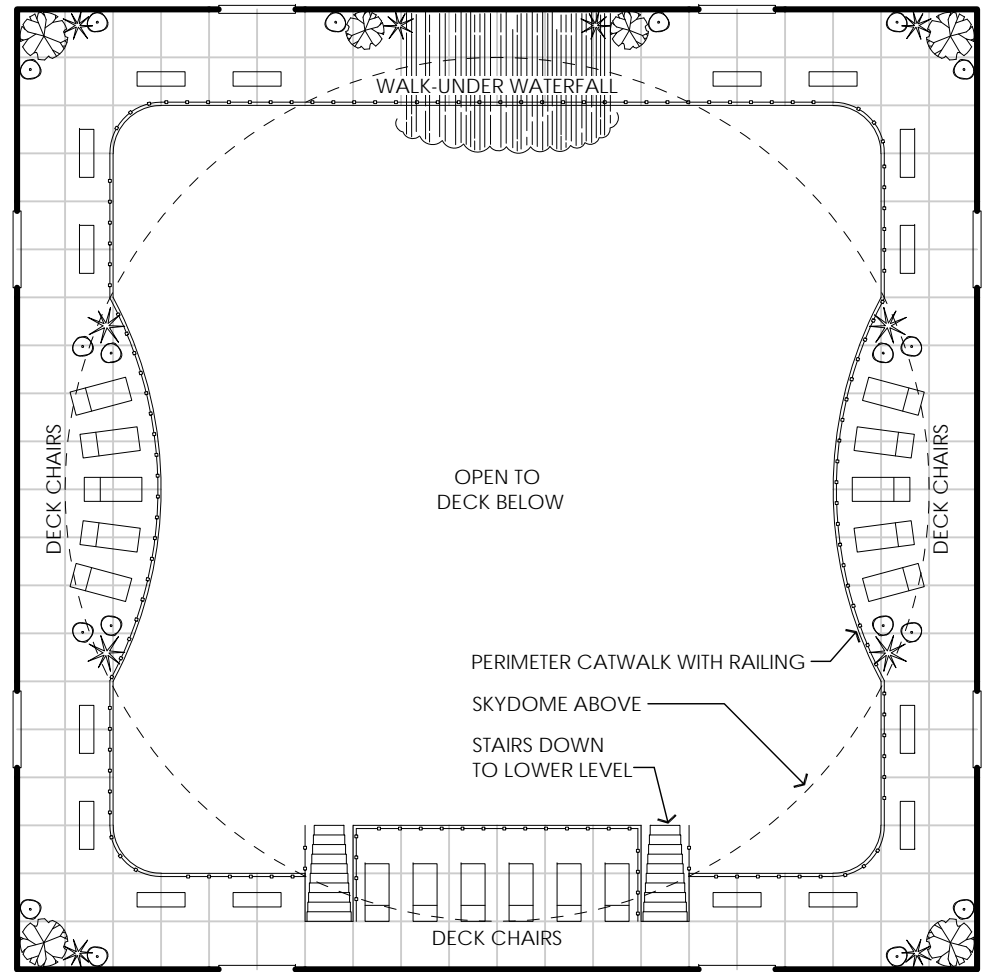 WALK-UNDER WATERFALL
DECK CHAIRS
DECK CHAIRS
OPEN TO
DECK BELOW
PERIMETER CATWALK WITH RAILING
SKYDOME ABOVE
STAIRS DOWN
TO LOWER LEVEL
DECK CHAIRS